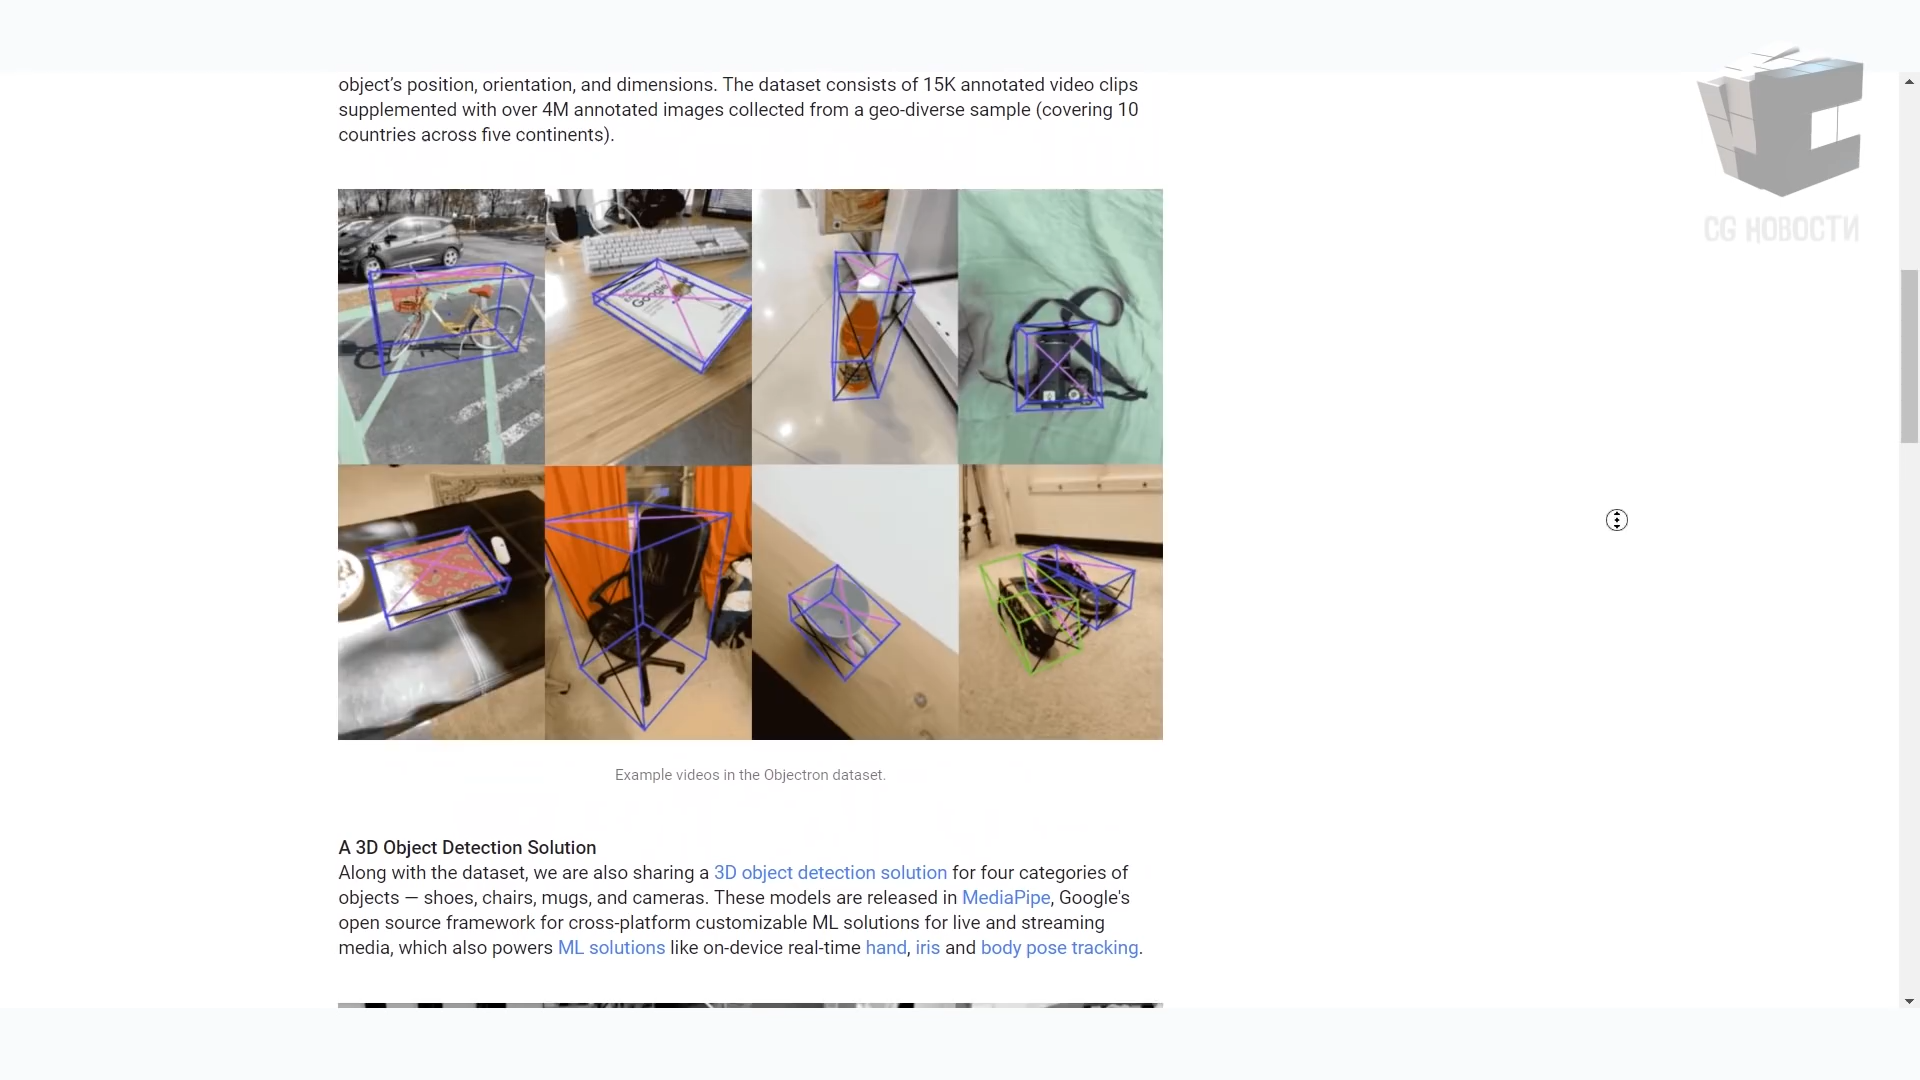 object’s position, orientation, and dimensions. The dataset consists of 15K annotated video clips
supplemented with over 4M annotated images collected from a geo-diverse sample (covering 10
countries across five continents).
CG НОВОСТИ
Google
Example videos in the Objectron dataset.
A 3D Object Detection Solution
Along with the dataset, we are also sharing a 3D object detection solution for four categories of
objects — shoes, chairs, mugs, and cameras. These models are released in MediaPipe, Google's
open source framework for cross-platform customizable ML solutions for live and streaming
media, which also powers ML solutions like on-device real-time hand, iris and body pose tracking.